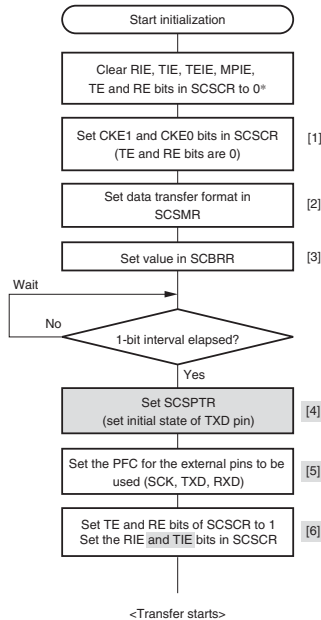 Start initialization
Clear RIE, TIE, TEIE, MPIE,
TE and RE bits in SCSCR to 0*
Set CKE1 and CKE0 bits in SCSCR
(TE and RE bits are 0)
[1]
Set data transfer format in
SCSMR
[2]
Set value in SCBRR
[3]
Wait
No
1-bit interval elapsed?
Yes
Set SCSPTR
(set initial state of TXD pin)
[4]
Set the PFC for the external pins to be
used (SCK, TXD, RXD)
[5]
Set TE and RE bits of SCSCR to 1
Set the RIE and TIE bits in SCSCR
[6]
<Transfer starts>